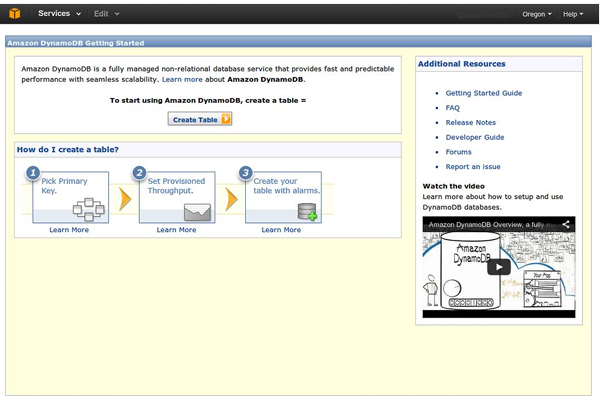 Services Edit Oregon Help
Amazon DynamoDB Getting Started
Amazon DynamoDB is a fully managed non-relational database service that provides fast and predictable
performance with seamless scalability. Learn more about Amazon DynamoDB.
To start using Amazon DynamoDB, create a table =
Create Table
How do I create a table?
1 Pick Primary
Key.
Learn More
2 Set Provisioned
Throughput.
Learn More
3 Create your
table with alarms.
Learn More
Additional Resources
Getting Started Guide
FAQ
Release Notes
Developer Guide
Forums
Report an issue
Watch the video
Learn more about how to setup and use
DynamoDB databases.
Amazon DynamoDB Overview, a fully
Amazon
DynamoDB
Your App